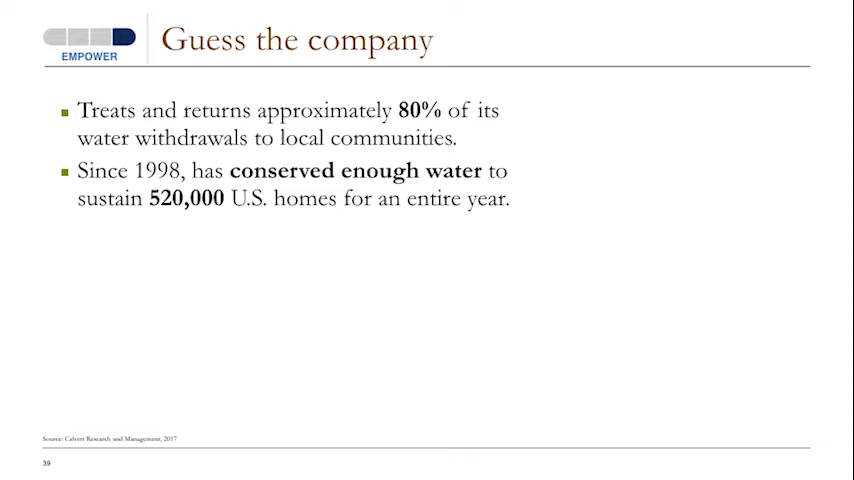 EMPOWER
Guess the company
Treats and returns approximately 80% of its
water withdrawals to local communities.
Since 1998, has conserved enough water to
sustain 520,000 U.S. homes for an entire year.
Source: Calvert Research and Management, 2017
39